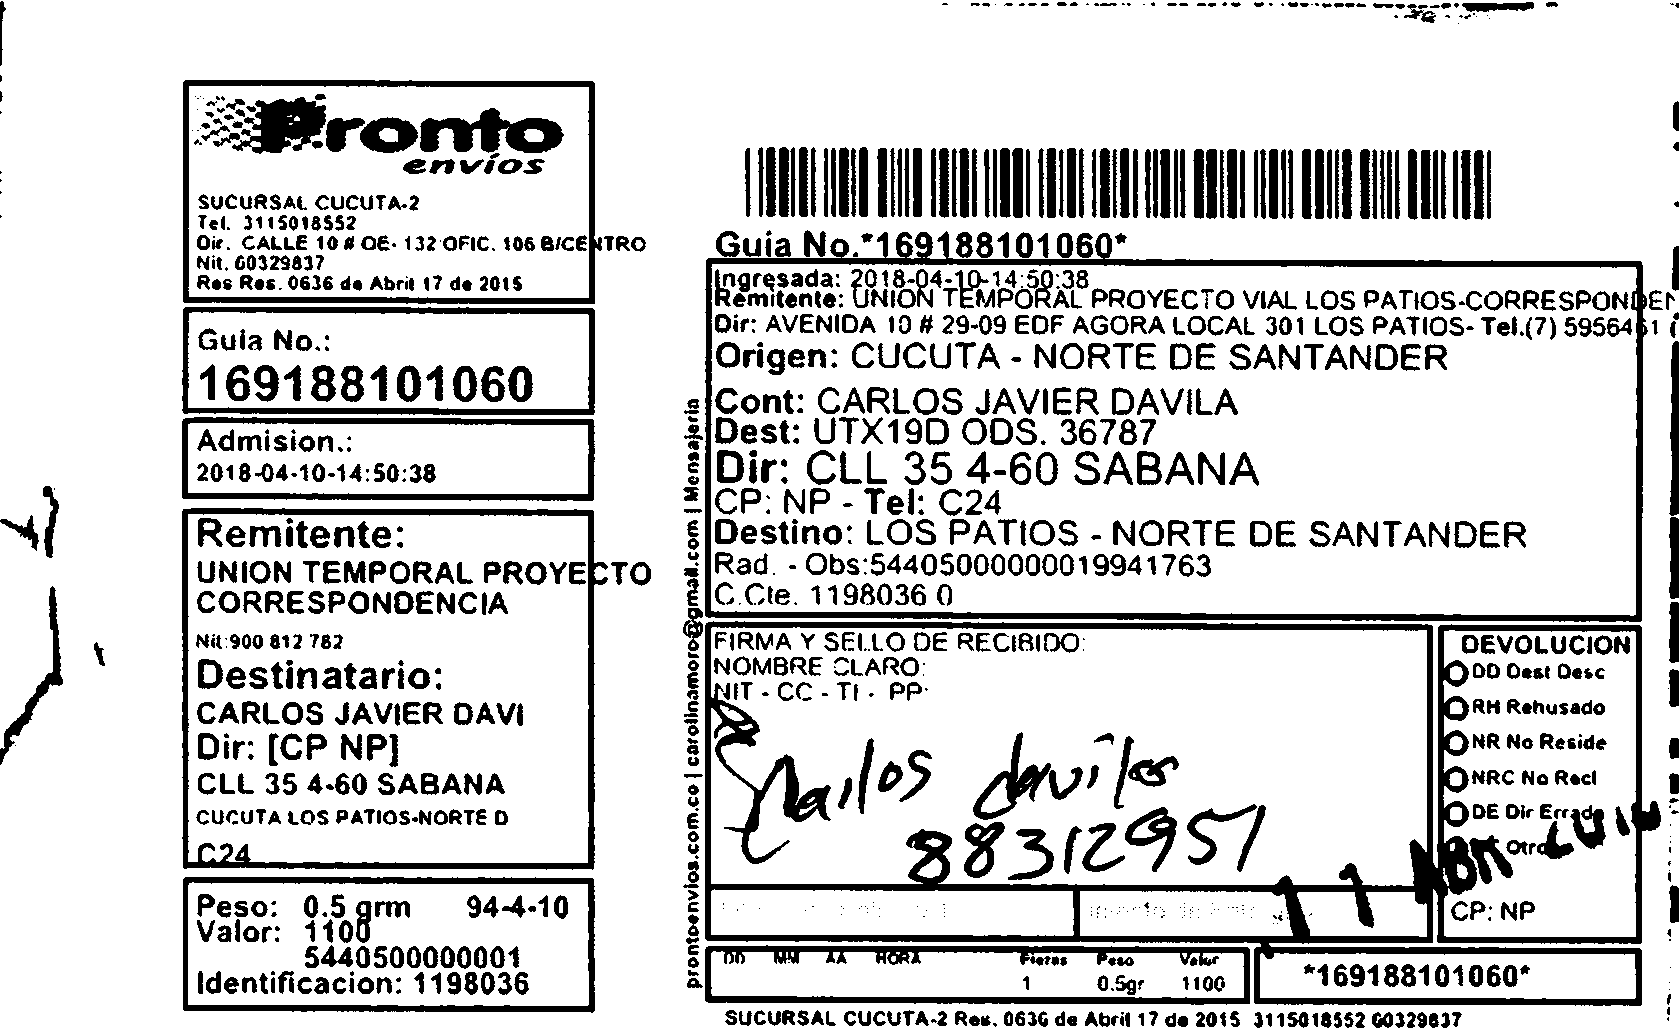 Pronto
envíos
SUCURSAL CUCUTA-2
Tel. 3115018552
Dir. CALLE 10 # OE- 132 OFIC. 106 B/CENTRO
Nit. 60329837
Res Res. 0636 de Abril 17 de 2015
Guia No.:
169188101060
Admision.:
2018-04-10-14:50:38
Remitente:
UNION TEMPORAL PROYECTO
CORRESPONDENCIA
Nit:900 812 782
Destinatario:
CARLOS JAVIER DAVI
Dir: [CP NP]
CLL 35 4-60 SABANA
CUCUTA LOS PATIOS-NORTE D
C24
Peso: 0.5 grm 94-4-10
Valor: 1100
5440500000001
Identificacion: 1198036
prontoenvios.com.co | carolinamoro@gmail.com | Mensajeria
Guia No.*169188101060*
Ingresada: 2018-04-10-14:50:38
Remitente: UNION TEMPORAL PROYECTO VIAL LOS PATIOS-CORRESPONDEN
Dir: AVENIDA 10 # 29-09 EDF AGORA LOCAL 301 LOS PATIOS- Tel.(7) 5956461 (
Origen: CUCUTA - NORTE DE SANTANDER
Cont: CARLOS JAVIER DAVILA
Dest: UTX19D ODS. 36787
Dir: CLL 35 4-60 SABANA
CP: NP - Tel: C24
Destino: LOS PATIOS - NORTE DE SANTANDER
Rad. - Obs:544050000000019941763
C.Cte. 1198036 0
FIRMA Y SELLO DE RECIBIDO:
NOMBRE CLARO:
NIT - CC - TI - PP:
Carlos davila
88312957
DEVOLUCION
DD Dest Desc
RH Rehusado
NR No Reside
NRC No Recl
DE Dir Errada
Otro
11 ABR
CP: NP
DD MM AA HORA Piezas Peso Valor
1 0.5gr 1100
*169188101060*
SUCURSAL CUCUTA-2 Res. 0636 de Abril 17 de 2015 3115018552 60329837